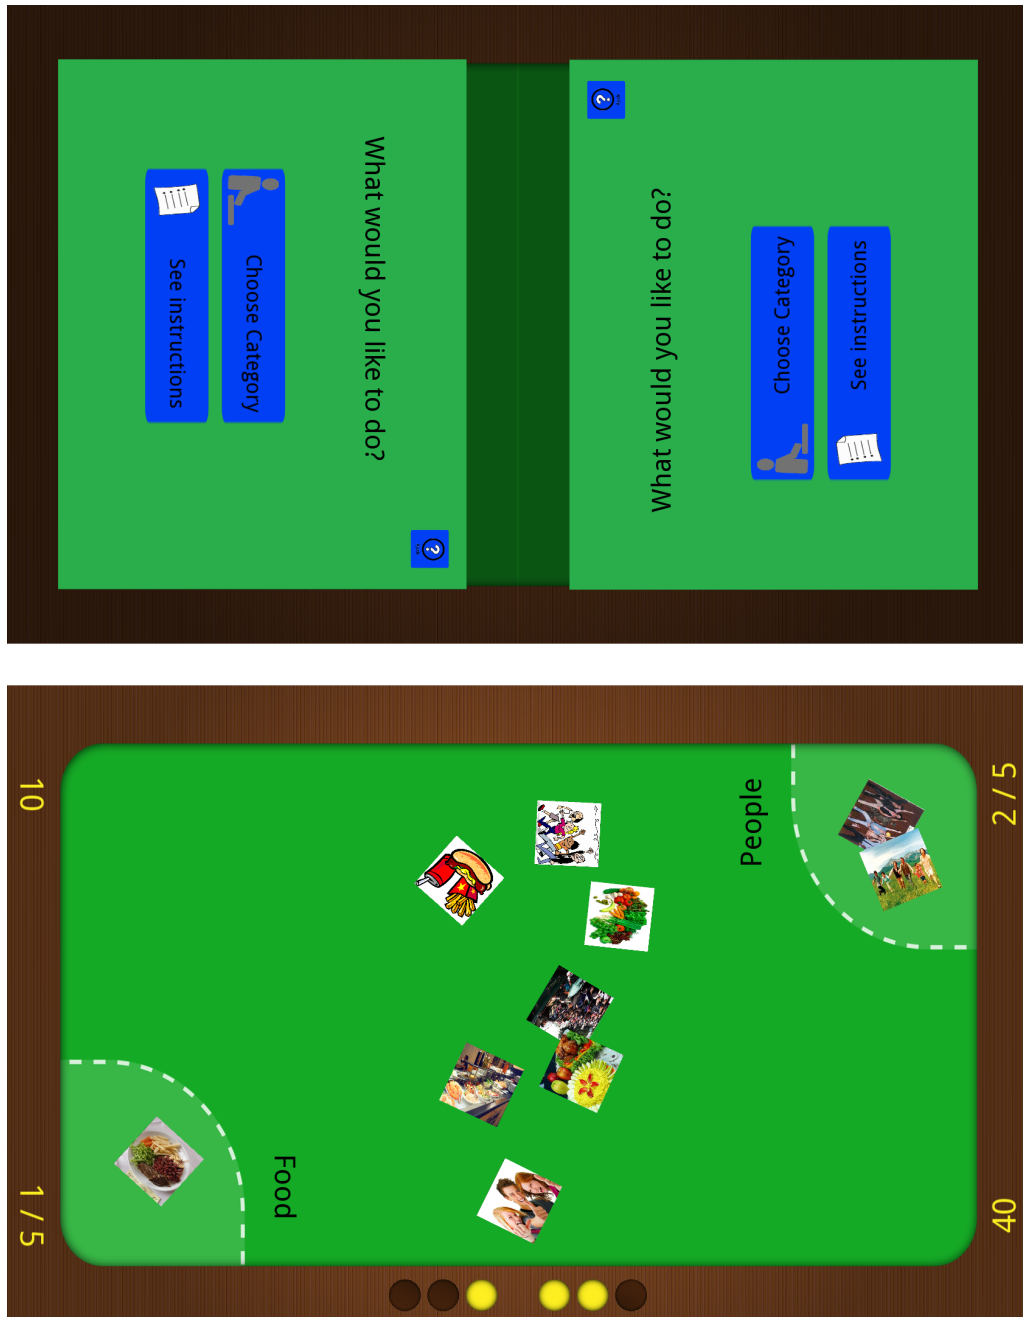 What would you like to do?
Choose Category
See instructions
What would you like to do?
Choose Category
See instructions
10
People
2 / 5
1 / 5
Food
40